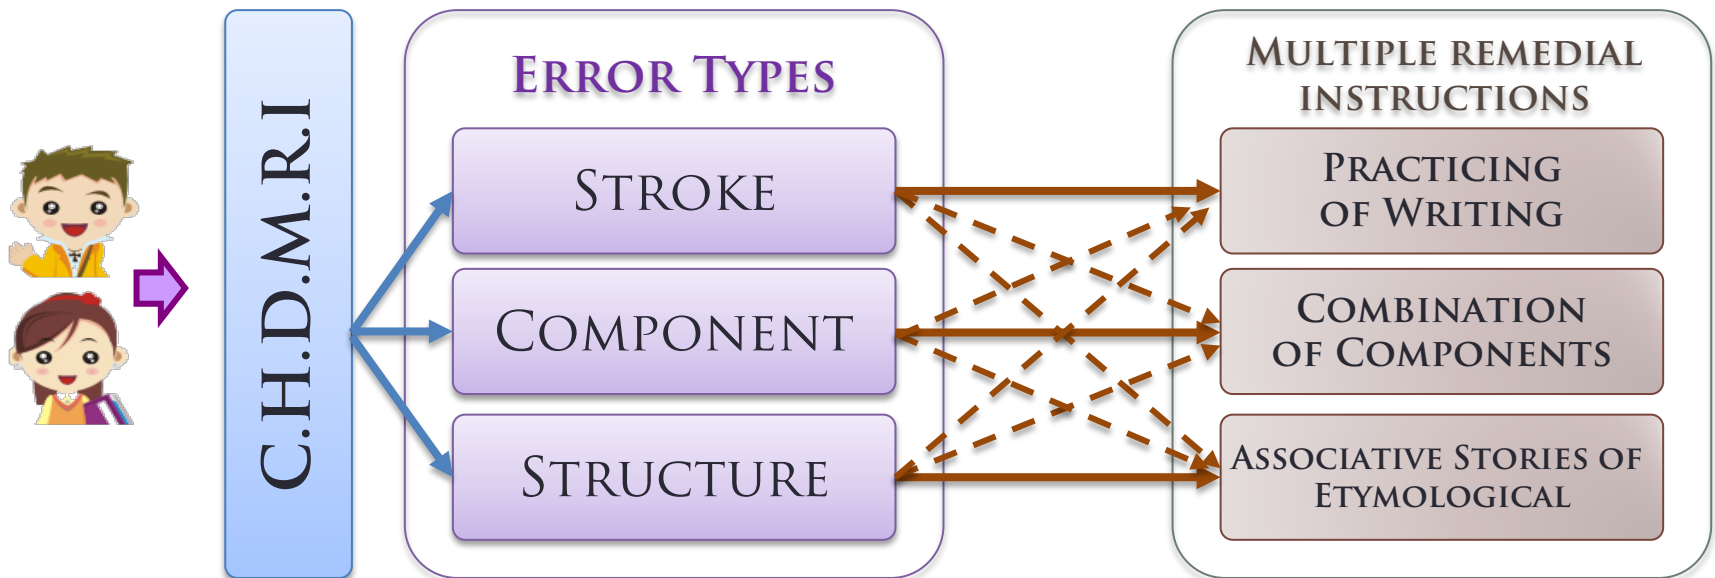 C.H.D.M.R.I
Error Types
Stroke
Component
Structure
Multiple remedial
instructions
Practicing
of Writing
Combination
of Components
Associative Stories of
Etymological